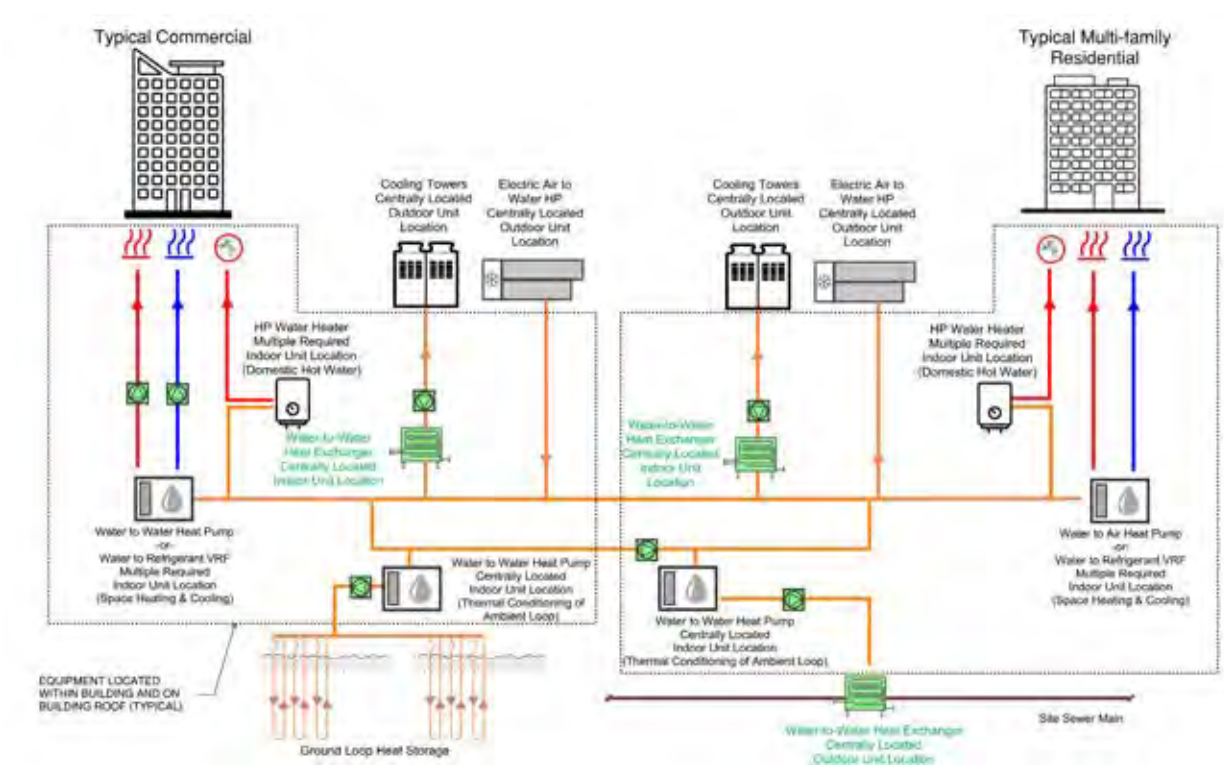 Typical Commercial
Typical Multi-family
Residential
Cooling Towers
Centrally Located
Outdoor Unit
Location
Electric Air to
Water HP
Centrally Located
Outdoor Unit
Location
Cooling Towers
Centrally Located
Outdoor Unit
Location
Electric Air to
Water HP
Centrally Located
Outdoor Unit
Location
HP Water Heater
Multiple Required
Indoor Unit Location
(Domestic Hot Water)
HP Water Heater
Multiple Required
Indoor Unit Location
(Domestic Hot Water)
Water-to-Water
Heat Exchanger
Centrally Located
Indoor Unit Location
Water-to-Water
Heat Exchanger
Centrally Located
Indoor Unit
Location
Water to Water Heat Pump
-or-
Water to Refrigerant VRF
Multiple Required
Indoor Unit Location
(Space Heating & Cooling)
Water to Water Heat Pump
Centrally Located
Indoor Unit Location
(Thermal Conditioning of
Ambient Loop)
Water to Water Heat Pump
Centrally Located
Indoor Unit Location
(Thermal Conditioning of Ambient Loop)
Water to Air Heat Pump
-or-
Water to Refrigerant VRF
Multiple Required
Indoor Unit Location
(Space Heating & Cooling)
EQUIPMENT LOCATED
WITHIN BUILDING AND ON
BUILDING ROOF (TYPICAL)
Ground Loop Heat Storage
Site Sewer Main
Water-to-Water Heat Exchanger
Centrally Located
Outdoor Unit Location